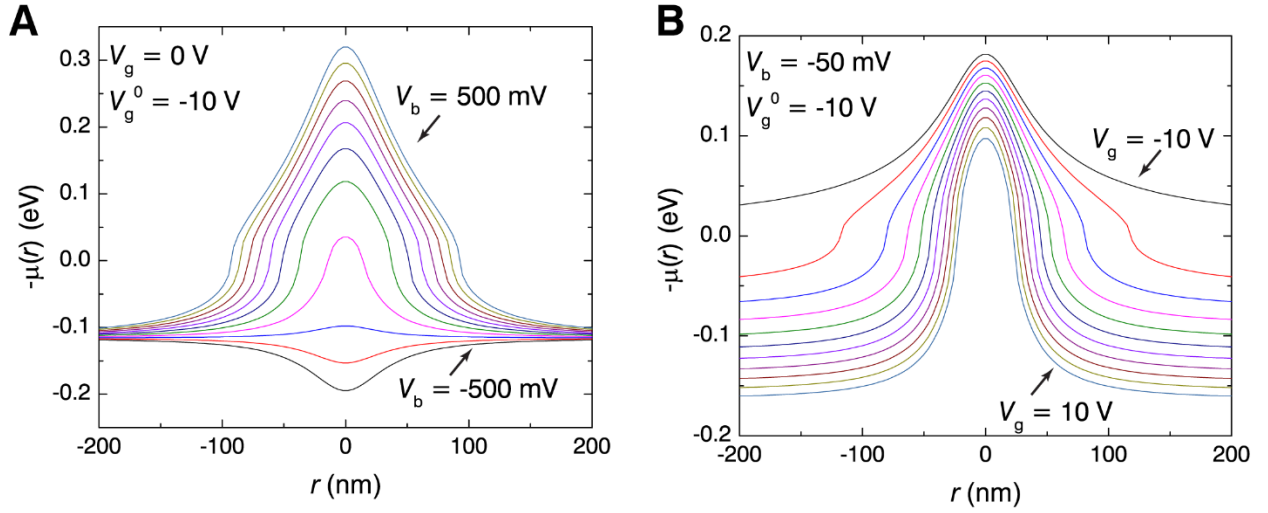 A
V_g = 0 V
V_g^0 = -10 V
V_b = 500 mV
V_b = -500 mV
0.3
0.2
0.1
0.0
-0.1
-0.2
-μ(r) (eV)
-200 -100 0 100 200
r (nm)
B
V_b = -50 mV
V_g^0 = -10 V
V_g = -10 V
V_g = 10 V
0.2
0.1
0.0
-0.1
-0.2
-μ(r) (eV)
-200 -100 0 100 200
r (nm)